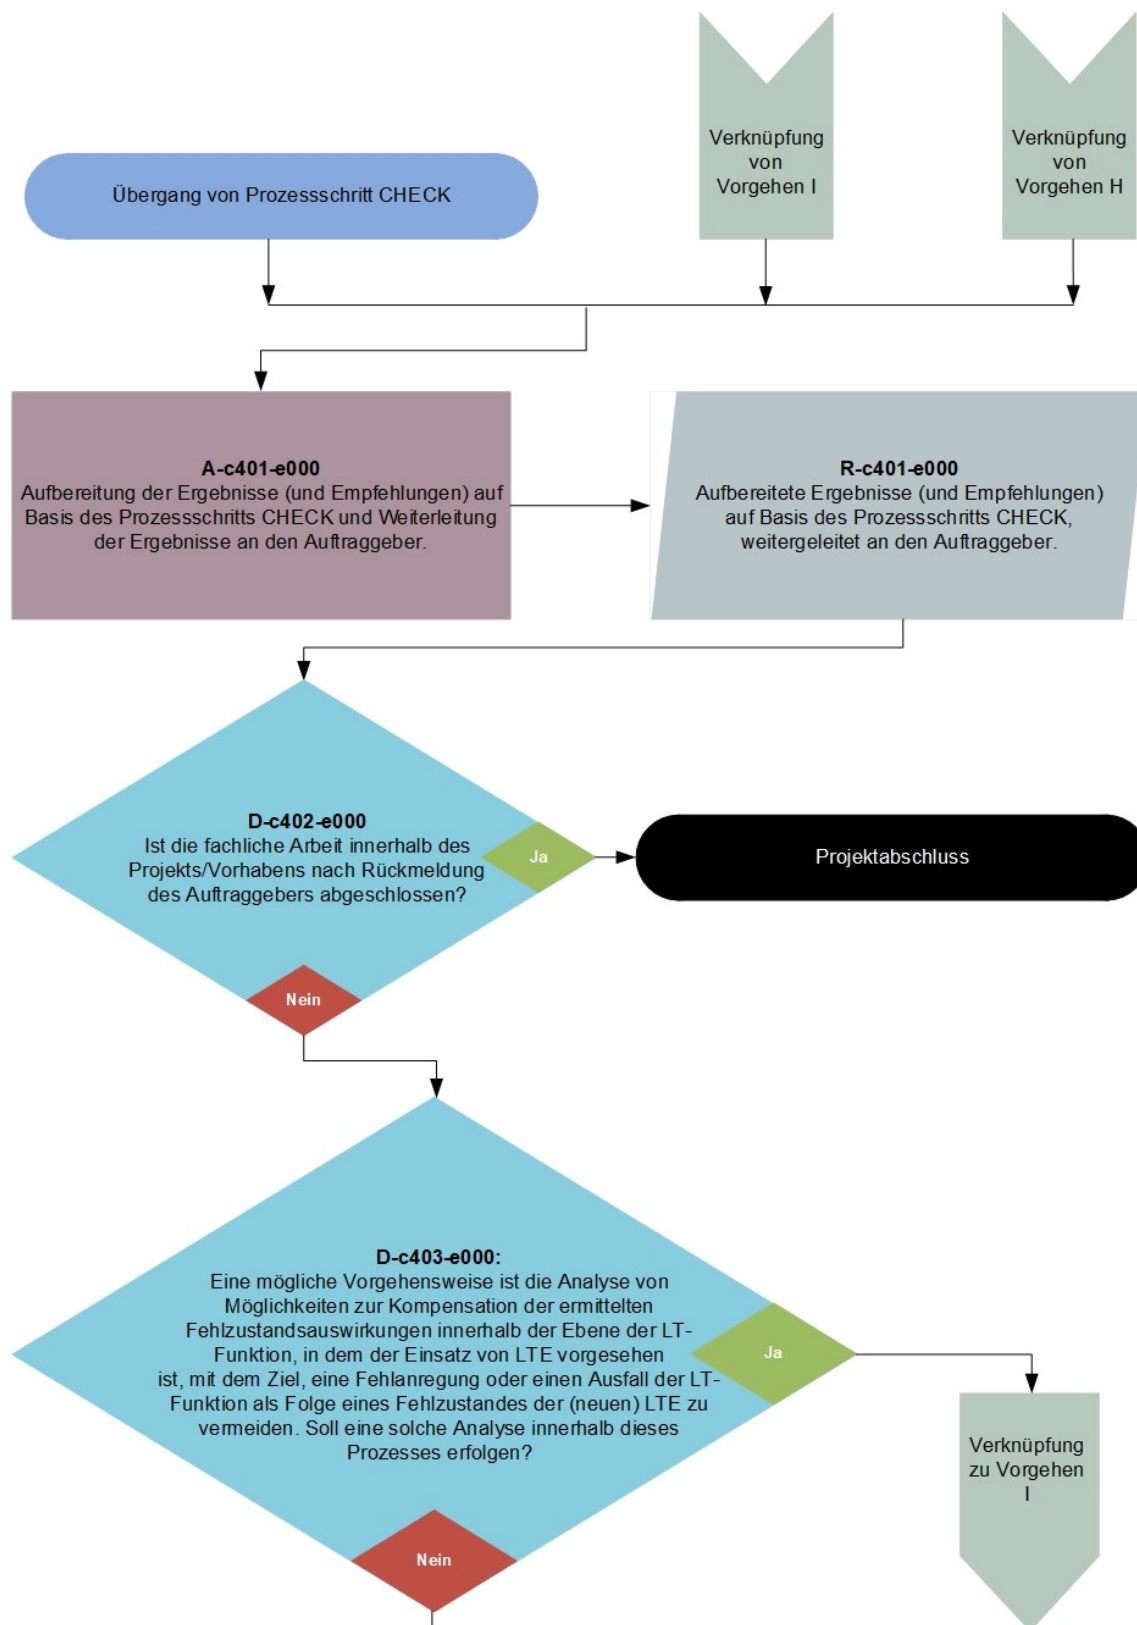 Verknüpfung
von
Vorgehen I
Verknüpfung
von
Vorgehen H
Übergang von Prozessschritt CHECK
A-c401-e000
Aufbereitung der Ergebnisse (und Empfehlungen) auf
Basis des Prozessschritts CHECK und Weiterleitung
der Ergebnisse an den Auftraggeber.
R-c401-e000
Aufbereitete Ergebnisse (und Empfehlungen)
auf Basis des Prozessschritts CHECK,
weitergeleitet an den Auftraggeber.
D-c402-e000
Ist die fachliche Arbeit innerhalb des
Projekts/Vorhabens nach Rückmeldung
des Auftraggebers abgeschlossen?
Ja
Projektabschluss
Nein
D-c403-e000:
Eine mögliche Vorgehensweise ist die Analyse von
Möglichkeiten zur Kompensation der ermittelten
Fehlzustandsauswirkungen innerhalb der Ebene der LT-
Funktion, in dem der Einsatz von LTE vorgesehen
ist, mit dem Ziel, eine Fehlanregung oder einen Ausfall der LT-
Funktion als Folge eines Fehlzustandes der (neuen) LTE zu
vermeiden. Soll eine solche Analyse innerhalb dieses
Prozesses erfolgen?
Ja
Verknüpfung
zu Vorgehen
I
Nein